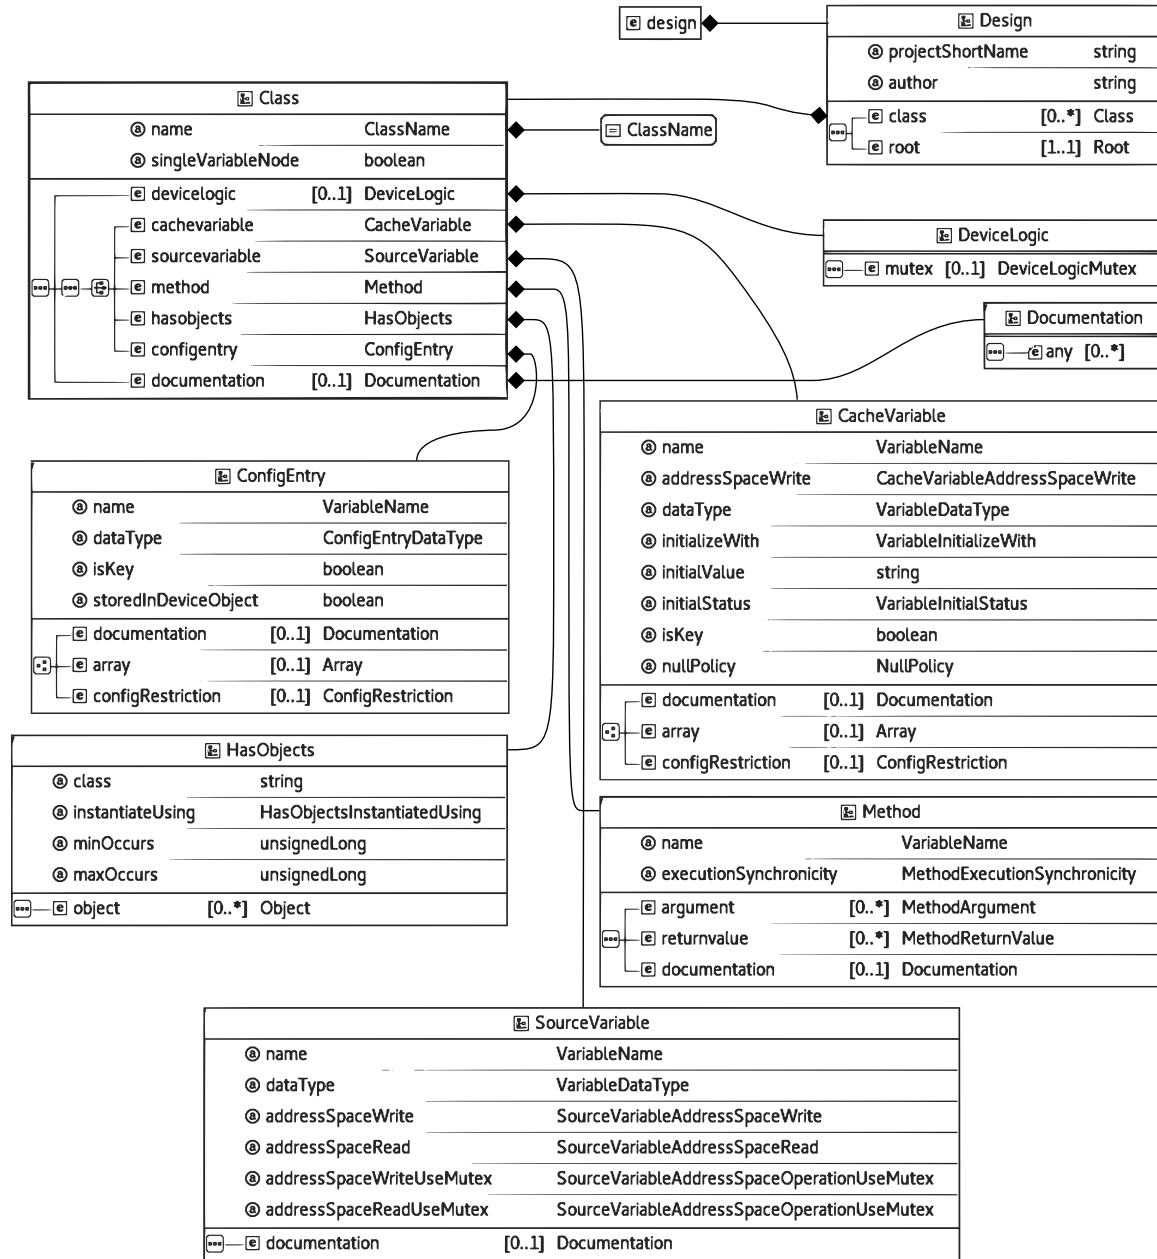 design
Design
projectShortName string
author string
class [0..*] Class
root [1..1] Root
Class
name ClassName
singleVariableNode boolean
devicelogic [0..1] DeviceLogic
cachevariable CacheVariable
sourcevariable SourceVariable
method Method
hasobjects HasObjects
configentry ConfigEntry
documentation [0..1] Documentation
ClassName
DeviceLogic
mutex [0..1] DeviceLogicMutex
Documentation
any [0..*]
CacheVariable
name VariableName
addressSpaceWrite CacheVariableAddressSpaceWrite
dataType VariableDataType
initializeWith VariableInitializeWith
initialValue string
initialStatus VariableInitialStatus
isKey boolean
nullPolicy NullPolicy
documentation [0..1] Documentation
array [0..1] Array
configRestriction [0..1] ConfigRestriction
ConfigEntry
name VariableName
dataType ConfigEntryDataType
isKey boolean
storedInDeviceObject boolean
documentation [0..1] Documentation
array [0..1] Array
configRestriction [0..1] ConfigRestriction
HasObjects
class string
instantiateUsing HasObjectsInstantiatedUsing
minOccurs unsignedLong
maxOccurs unsignedLong
object [0..*] Object
Method
name VariableName
executionSynchronicity MethodExecutionSynchronicity
argument [0..*] MethodArgument
returnvalue [0..*] MethodReturnValue
documentation [0..1] Documentation
SourceVariable
name VariableName
dataType VariableDataType
addressSpaceWrite SourceVariableAddressSpaceWrite
addressSpaceRead SourceVariableAddressSpaceRead
addressSpaceWriteUseMutex SourceVariableAddressSpaceOperationUseMutex
addressSpaceReadUseMutex SourceVariableAddressSpaceOperationUseMutex
documentation [0..1] Documentation